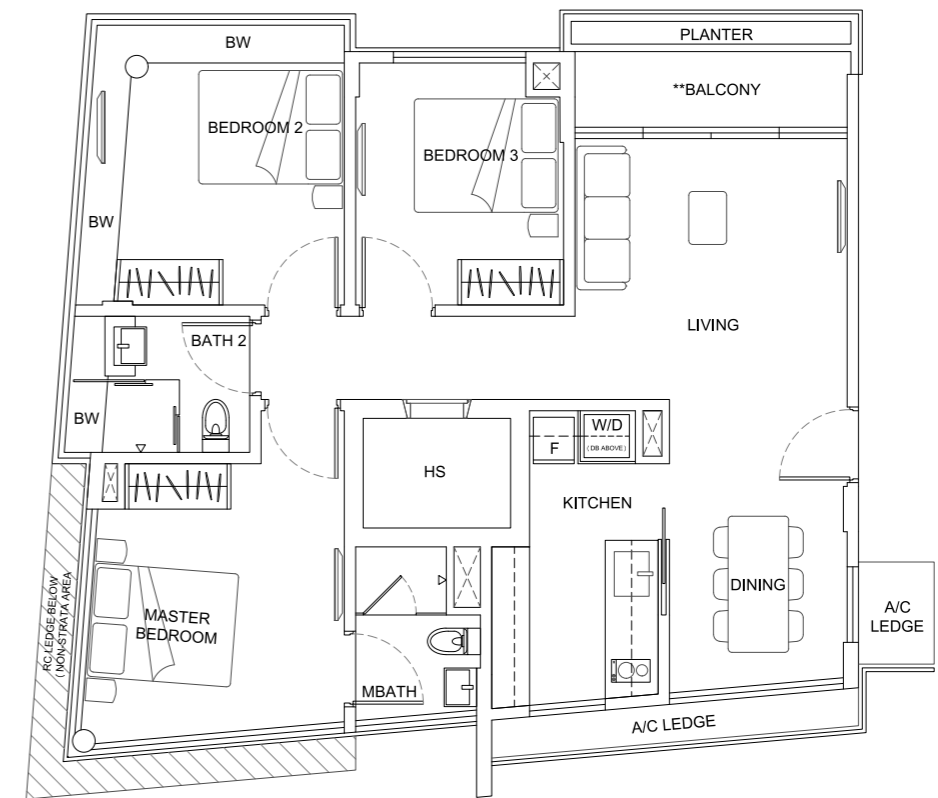 BW
PLANTER
**BALCONY
BEDROOM 2
BEDROOM 3
BW
LIVING
BATH 2
BW
W/D
( DB ABOVE )
F
HS
KITCHEN
DINING
A/C
LEDGE
MASTER
BEDROOM
RC LEDGE BELOW
( NON-STRATA AREA
MBATH
A/C LEDGE